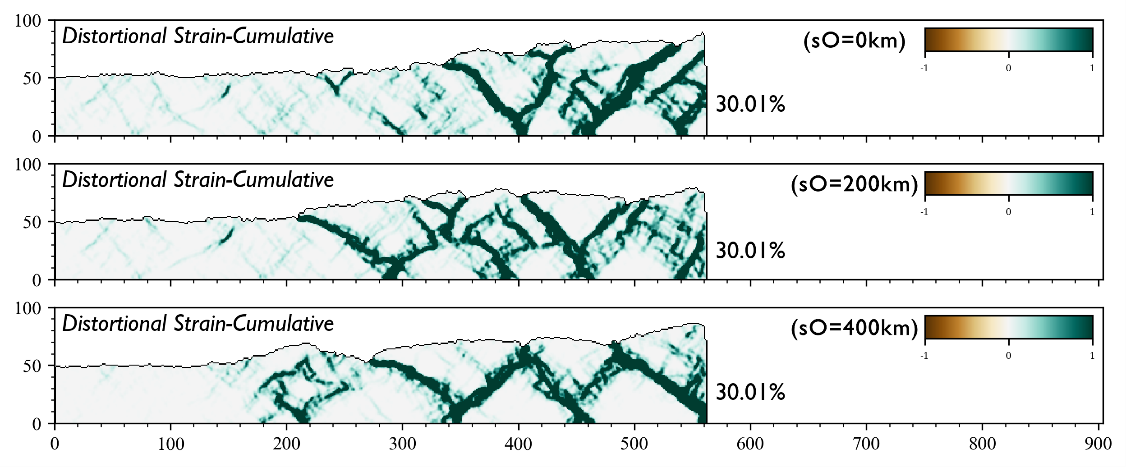 100
Distortional Strain-Cumulative
(sO=0km)
50
-1 0 1
30.01%
0
100
Distortional Strain-Cumulative
(sO=200km)
50
-1 0 1
30.01%
0
100
Distortional Strain-Cumulative
(sO=400km)
50
-1 0 1
30.01%
0
0 100 200 300 400 500 600 700 800 900